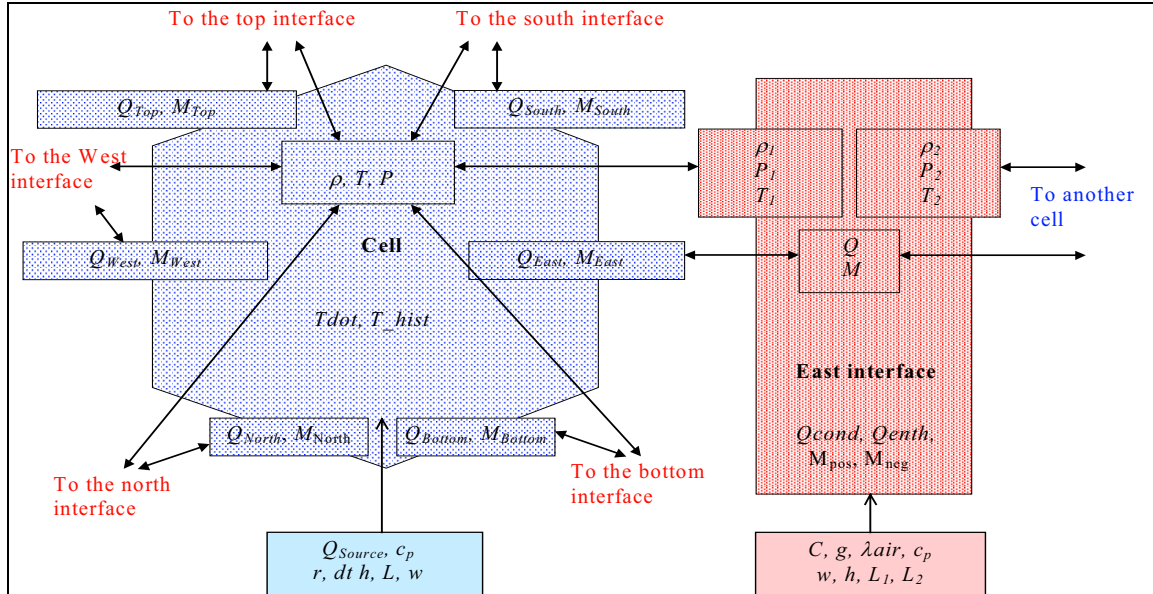 To the top interface
To the south interface
Q_Top, M_Top
Q_South, M_South
To the West
interface
ρ, T, P
ρ_1
P_1
T_1
ρ_2
P_2
T_2
To another
cell
Q_West, M_West
Cell
Q_East, M_East
Q
M
Tdot, T_hist
East interface
Q_North, M_North
Q_Bottom, M_Bottom
Qcond, Qenth,
M_pos, M_neg
To the north
interface
To the bottom
interface
Q_Source, c_p
r, dt h, L, w
C, g, λair, c_p
w, h, L_1, L_2